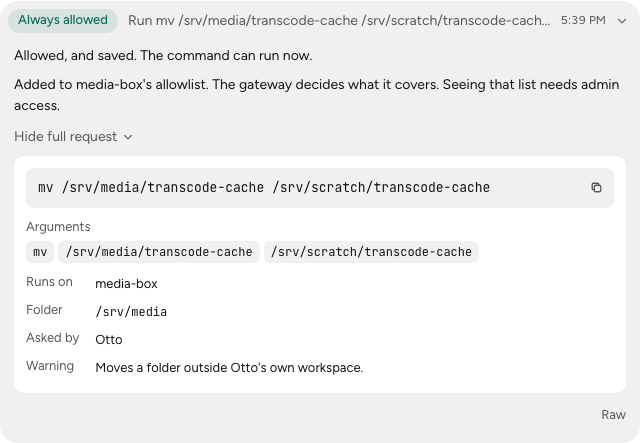 Always allowed Run mv /srv/media/transcode-cache /srv/scratch/transcode-cach... 5:39 PM
Allowed, and saved. The command can run now.
Added to media-box's allowlist. The gateway decides what it covers. Seeing that list needs admin
access.
Hide full request
mv /srv/media/transcode-cache /srv/scratch/transcode-cache
Arguments
mv /srv/media/transcode-cache /srv/scratch/transcode-cache
Runs on media-box
Folder /srv/media
Asked by Otto
Warning Moves a folder outside Otto's own workspace.
Raw